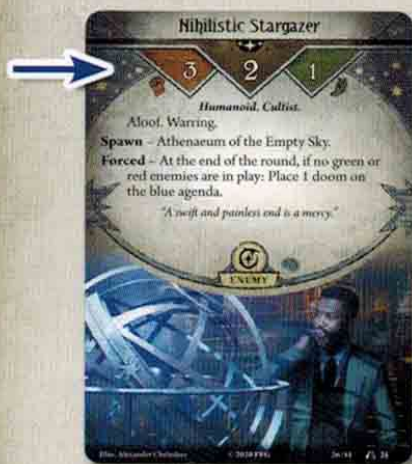 Nihilistic Stargazer
3 2 1
Humanoid. Cultist.
Aloof. Warring.
Spawn – Athenaeum of the Empty Sky.
Forced – At the end of the round, if no green or
red enemies are in play: Place 1 doom on
the blue agenda.
"A swift and painless end is a mercy."
ENEMY
© 2020 FFG